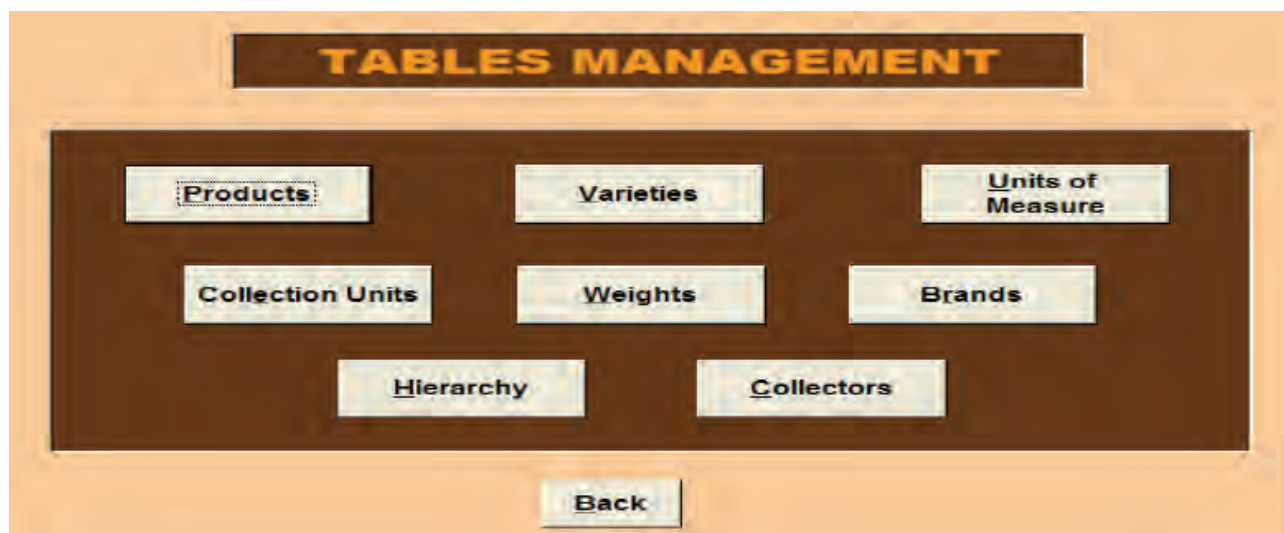 TABLES MANAGEMENT
Products
Varieties
Units of
Measure
Collection Units
Weights
Brands
Hierarchy
Collectors
Back